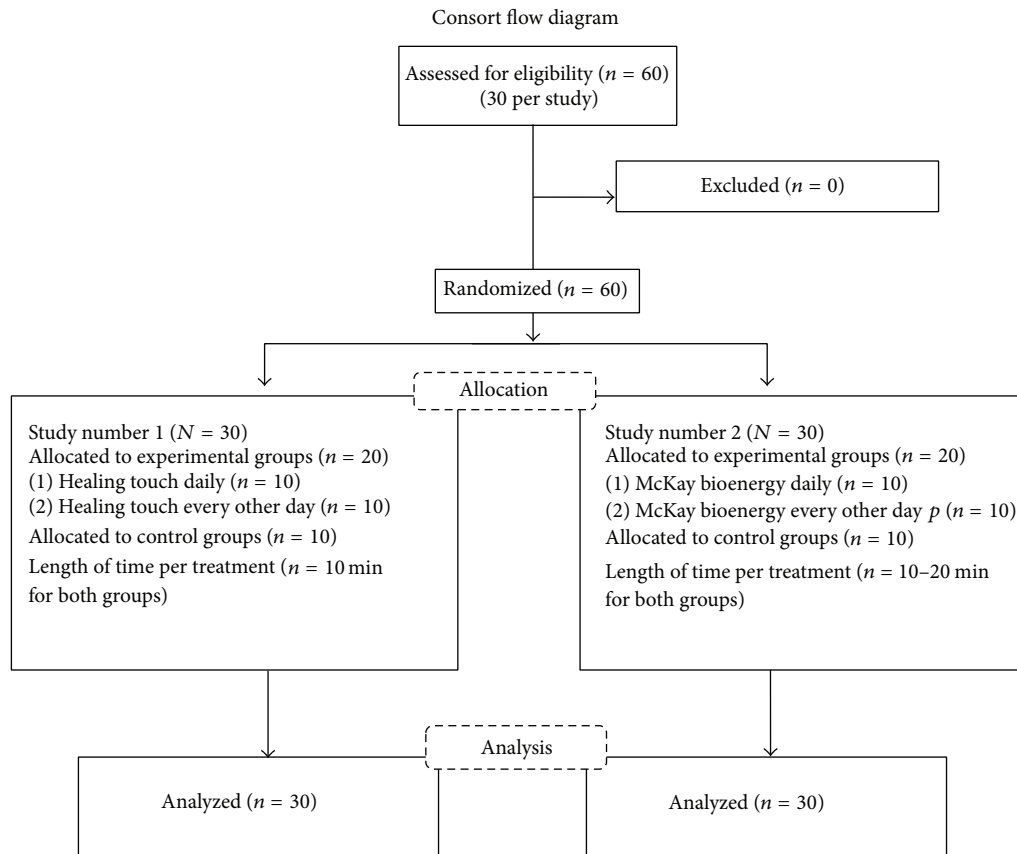 Consort flow diagram
Assessed for eligibility (n = 60)
(30 per study)
Excluded (n = 0)
Randomized (n = 60)
Allocation
Study number 1 (N = 30)
Allocated to experimental groups (n = 20)
(1) Healing touch daily (n = 10)
(2) Healing touch every other day (n = 10)
Allocated to control groups (n = 10)
Length of time per treatment (n = 10 min
for both groups)
Study number 2 (N = 30)
Allocated to experimental groups (n = 20)
(1) McKay bioenergy daily (n = 10)
(2) McKay bioenergy every other day p (n = 10)
Allocated to control groups (n = 10)
Length of time per treatment (n = 10–20 min
for both groups)
Analysis
Analyzed (n = 30)
Analyzed (n = 30)